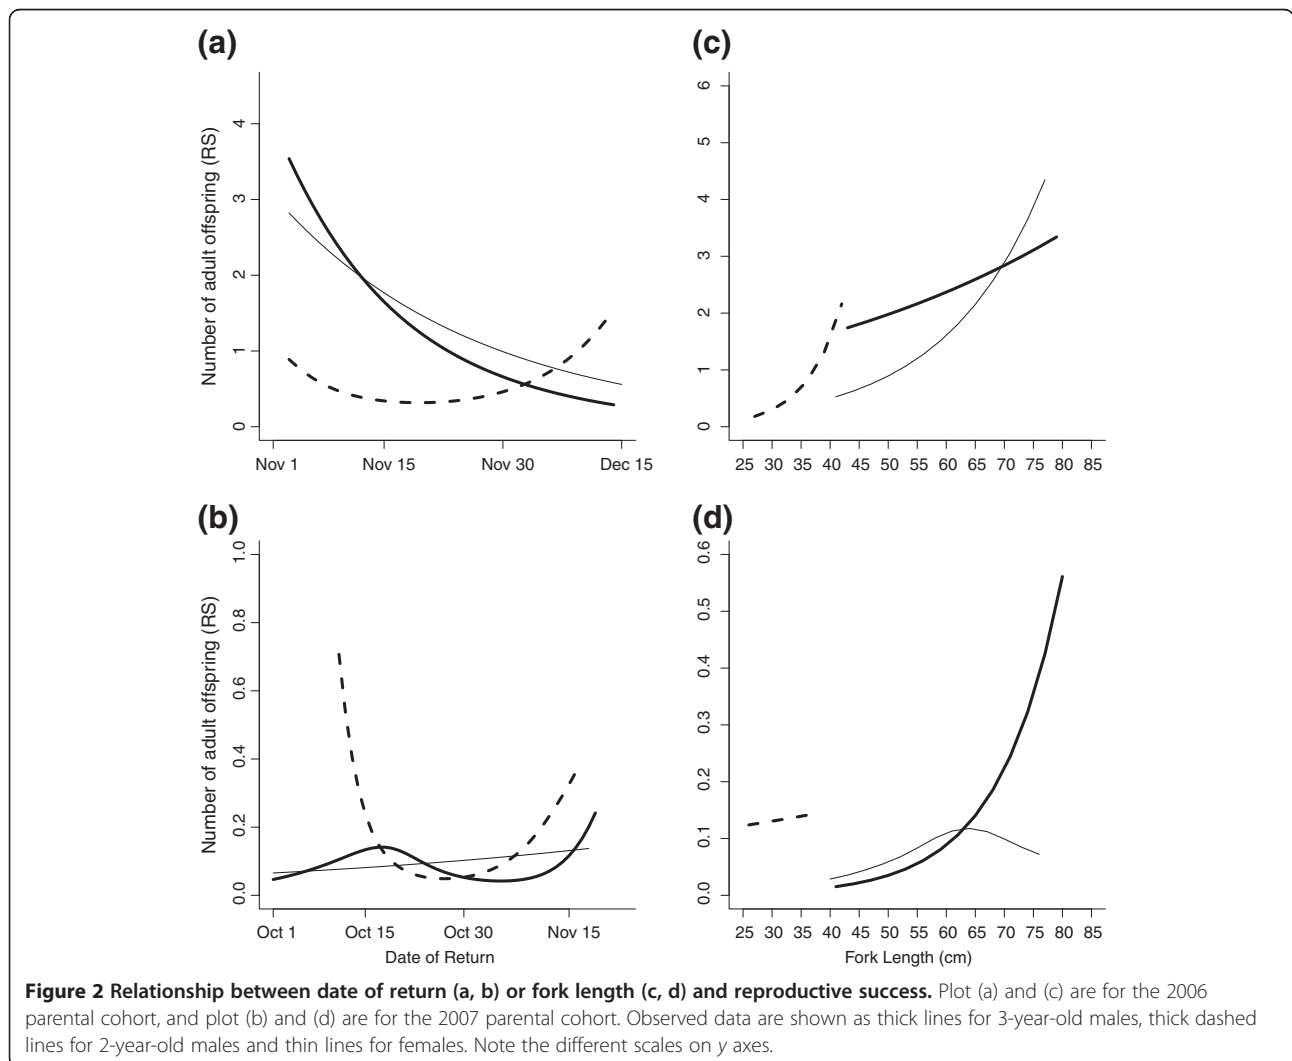 (a)
Number of adult offspring (RS)
0 1 2 3 4
Nov 1 Nov 15 Nov 30 Dec 15
(c)
0 1 2 3 4 5 6
25 30 35 40 45 50 55 60 65 70 75 80 85
(b)
Number of adult offspring (RS)
0.0 0.2 0.4 0.6 0.8 1.0
Oct 1 Oct 15 Oct 30 Nov 15
Date of Return
(d)
0.0 0.1 0.2 0.3 0.4 0.5 0.6
25 30 35 40 45 50 55 60 65 70 75 80 85
Fork Length (cm)
Figure 2 Relationship between date of return (a, b) or fork length (c, d) and reproductive success. Plot (a) and (c) are for the 2006
parental cohort, and plot (b) and (d) are for the 2007 parental cohort. Observed data are shown as thick lines for 3-year-old males, thick dashed
lines for 2-year-old males and thin lines for females. Note the different scales on y axes.